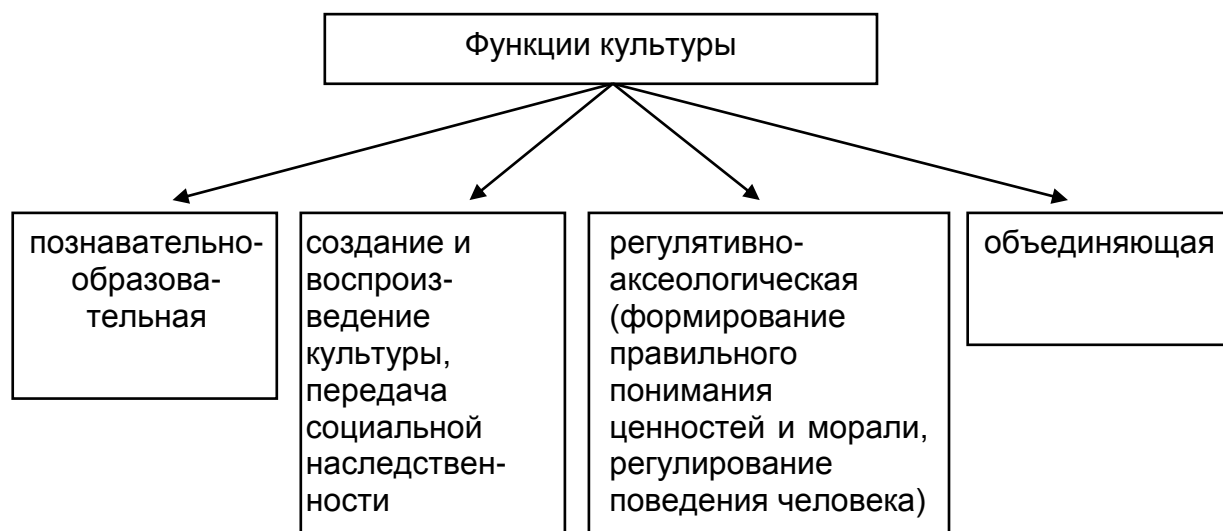 Функции культуры
познавательно-
образова-
тельная
создание и
воспроиз-
ведение
культуры,
передача
социальной
наследствен-
ности
регулятивно-
аксеологическая
(формирование
правильного
понимания
ценностей и морали,
регулирование
поведения человека)
объединяющая